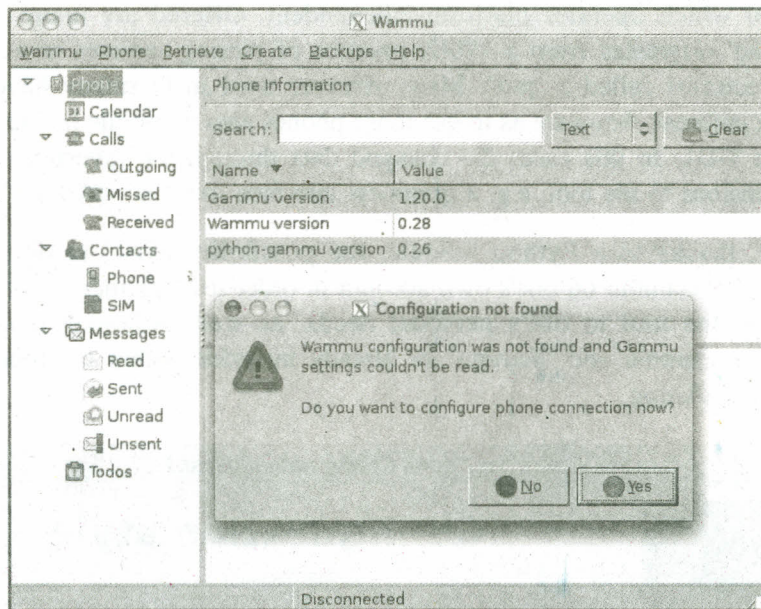 Wammu
Wammu Phone Retrieve Create Backups Help
Phone
Calendar
Calls
Outgoing
Missed
Received
Contacts
Phone
SIM
Messages
Read
Sent
Unread
Unsent
Todos
Phone Information
Search: Text Clear
Name Value
Gammu version 1.20.0
Wammu version 0.28
python-gammu version 0.26
Configuration not found
Wammu configuration was not found and Gammu
settings couldn't be read.
Do you want to configure phone connection now?
No Yes
Disconnected